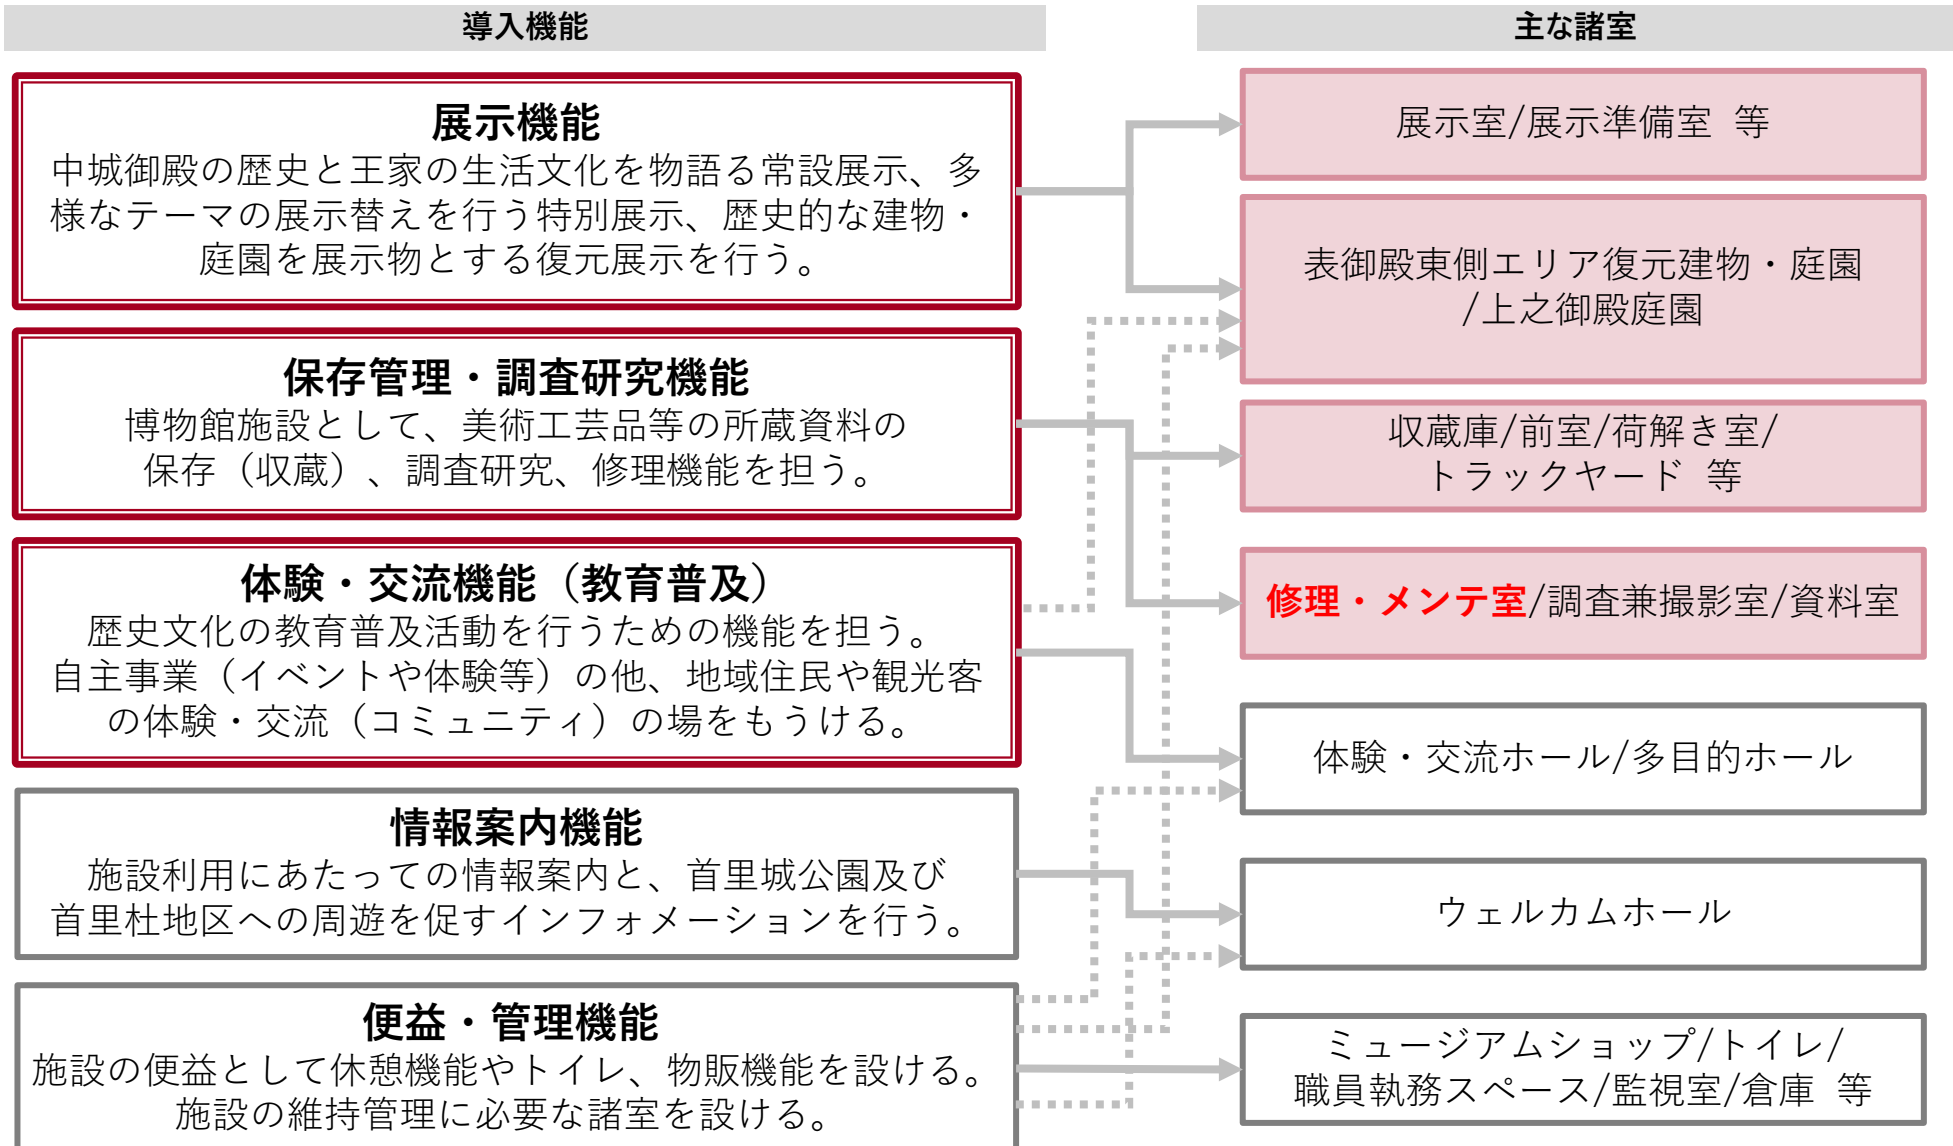 導入機能
展示機能
中城御殿の歴史と王家の生活文化を物語る常設展示、多
様なテーマの展示替えを行う特別展示、歴史的な建物・
庭園を展示物とする復元展示を行う。
保存管理・調査研究機能
博物館施設として、美術工芸品等の所蔵資料の
保存（収蔵）、調査研究、修理機能を担う。
体験・交流機能（教育普及）
歴史文化の教育普及活動を行うための機能を担う。
自主事業（イベントや体験等）の他、地域住民や観光客
の体験・交流（コミュニティ）の場をもうける。
情報案内機能
施設利用にあたっての情報案内と、首里城公園及び
首里杜地区への周遊を促すインフォメーションを行う。
便益・管理機能
施設の便益として休憩機能やトイレ、物販機能を設ける。
施設の維持管理に必要な諸室を設ける。
主な諸室
展示室/展示準備室 等
表御殿東側エリア復元建物・庭園
/上之御殿庭園
収蔵庫/前室/荷解き室/
トラックヤード 等
修理・メンテ室/調査兼撮影室/資料室
体験・交流ホール/多目的ホール
ウェルカムホール
ミュージアムショップ/トイレ/
職員執務スペース/監視室/倉庫 等